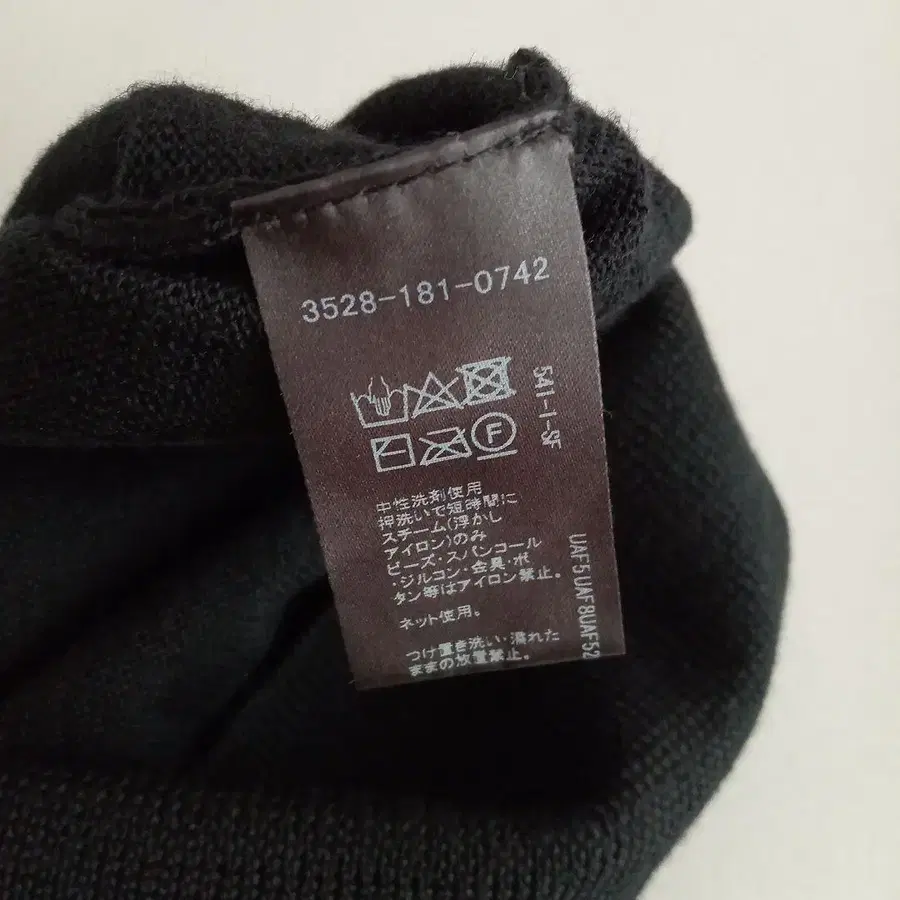 3528-181-0742
F
541-1-SF
中性洗剤使用
押洗いで短時間に
スチーム(浮かし
アイロン)のみ
ビーズ・スパンコール
・ジルコン・金具・ボ
タン等はアイロン禁止。
ネット使用。
つけ置き洗い・濡れた
ままの放置禁止。
UAF5UAF8UAF52